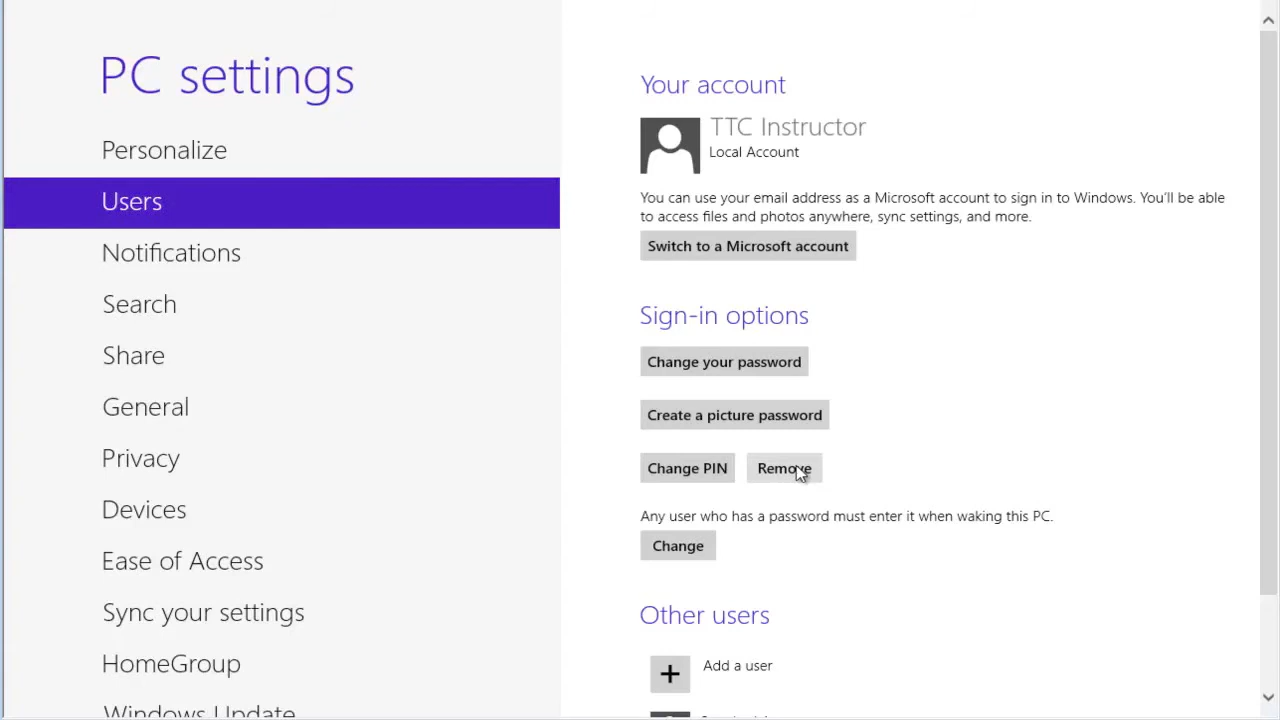 PC settings
Personalize
Users
Notifications
Search
Share
General
Privacy
Devices
Ease of Access
Sync your settings
HomeGroup
Windows Update
Your account
TTC Instructor
Local Account
You can use your email address as a Microsoft account to sign in to Windows. You'll be able
to access files and photos anywhere, sync settings, and more.
Switch to a Microsoft account
Sign-in options
Change your password
Create a picture password
Change PIN Remove
Any user who has a password must enter it when waking this PC.
Change
Other users
Add a user